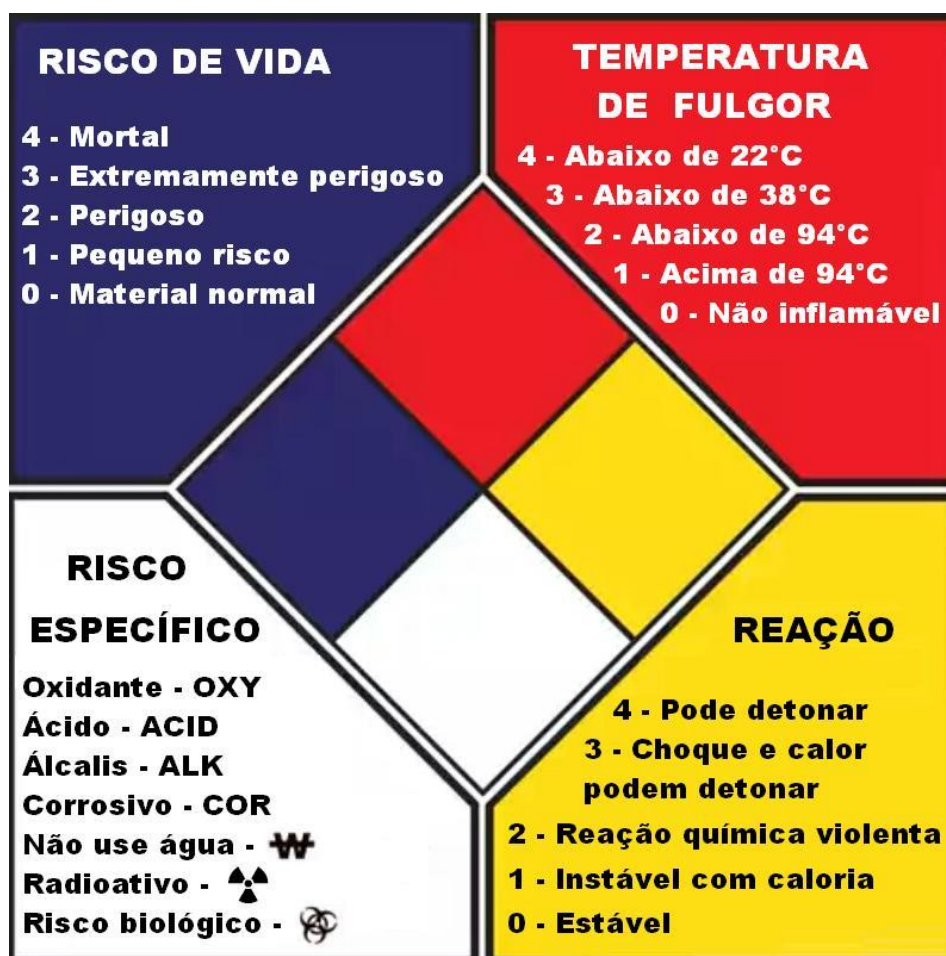 RISCO DE VIDA
4 - Mortal
3 - Extremamente perigoso
2 - Perigoso
1 - Pequeno risco
0 - Material normal
TEMPERATURA
DE FULGOR
4 - Abaixo de 22°C
3 - Abaixo de 38°C
2 - Abaixo de 94°C
1 - Acima de 94°C
0 - Não inflamável
RISCO
ESPECÍFICO
Oxidante - OXY
Ácido - ACID
Álcalis - ALK
Corrosivo - COR
Não use água - W
Radioativo -
Risco biológico -
REAÇÃO
4 - Pode detonar
3 - Choque e calor
podem detonar
2 - Reação química violenta
1 - Instável com caloria
0 - Estável